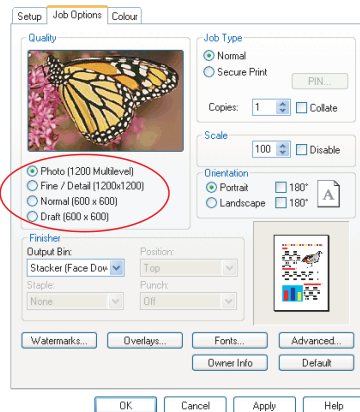 Setup Job Options Colour
Quality
Photo (1200 Multilevel)
Fine / Detail (1200x1200)
Normal (600 x 600)
Draft (600 x 600)
Job Type
Normal
Secure Print
PIN...
Copies: 1 Collate
Scale
100 Disable
Orientation
Portrait 180°
Landscape 180°
A
Finisher
Output Bin: Position:
Stacker (Face Dow Top
Staple: Punch:
None Off
Watermarks... Overlays... Fonts... Advanced...
Owner Info Default
OK Cancel Apply Help